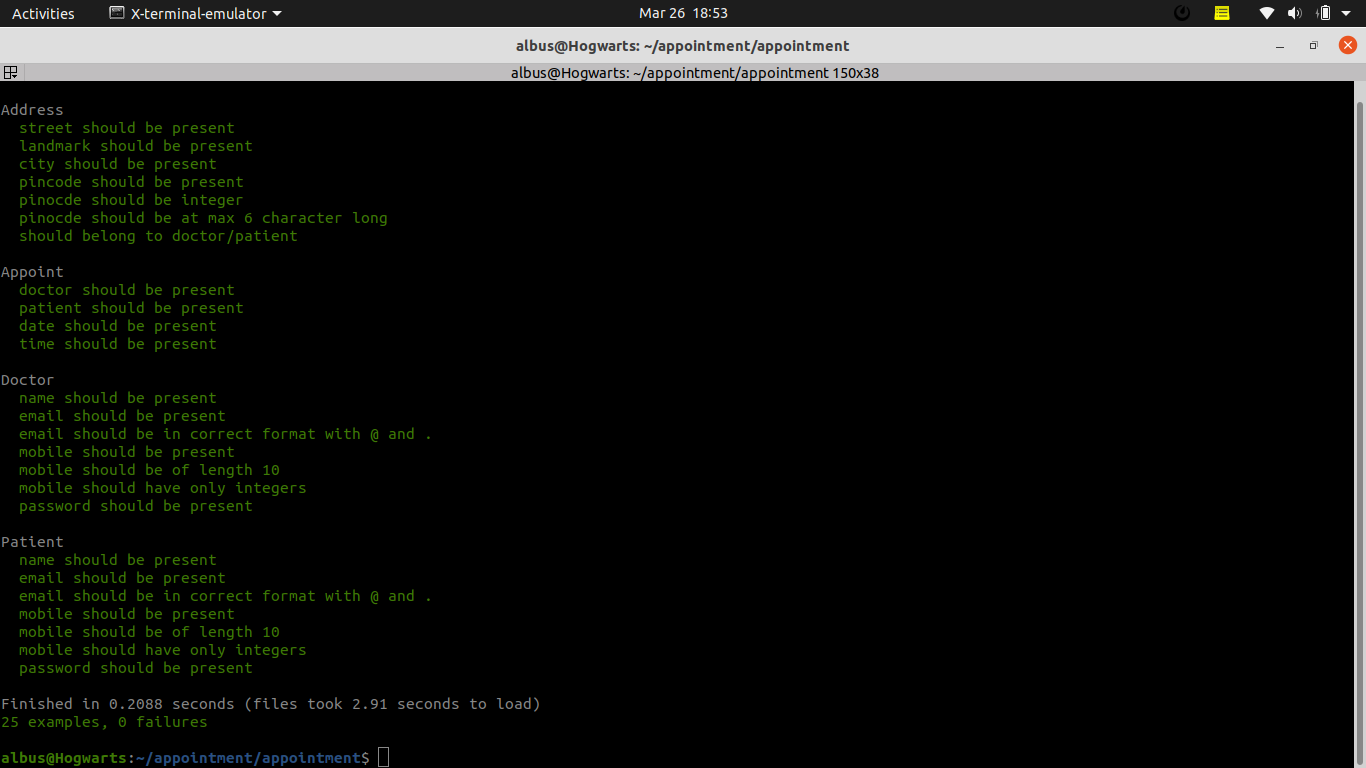 Activities X-terminal-emulator Mar 26 18:53
albus@Hogwarts: ~/appointment/appointment
albus@Hogwarts: ~/appointment/appointment 150x38
Address
street should be present
landmark should be present
city should be present
pincode should be present
pinocde should be integer
pinocde should be at max 6 character long
should belong to doctor/patient
Appoint
doctor should be present
patient should be present
date should be present
time should be present
Doctor
name should be present
email should be present
email should be in correct format with @ and .
mobile should be present
mobile should be of length 10
mobile should have only integers
password should be present
Patient
name should be present
email should be present
email should be in correct format with @ and .
mobile should be present
mobile should be of length 10
mobile should have only integers
password should be present
Finished in 0.2088 seconds (files took 2.91 seconds to load)
25 examples, 0 failures
albus@Hogwarts:~/appointment/appointment$